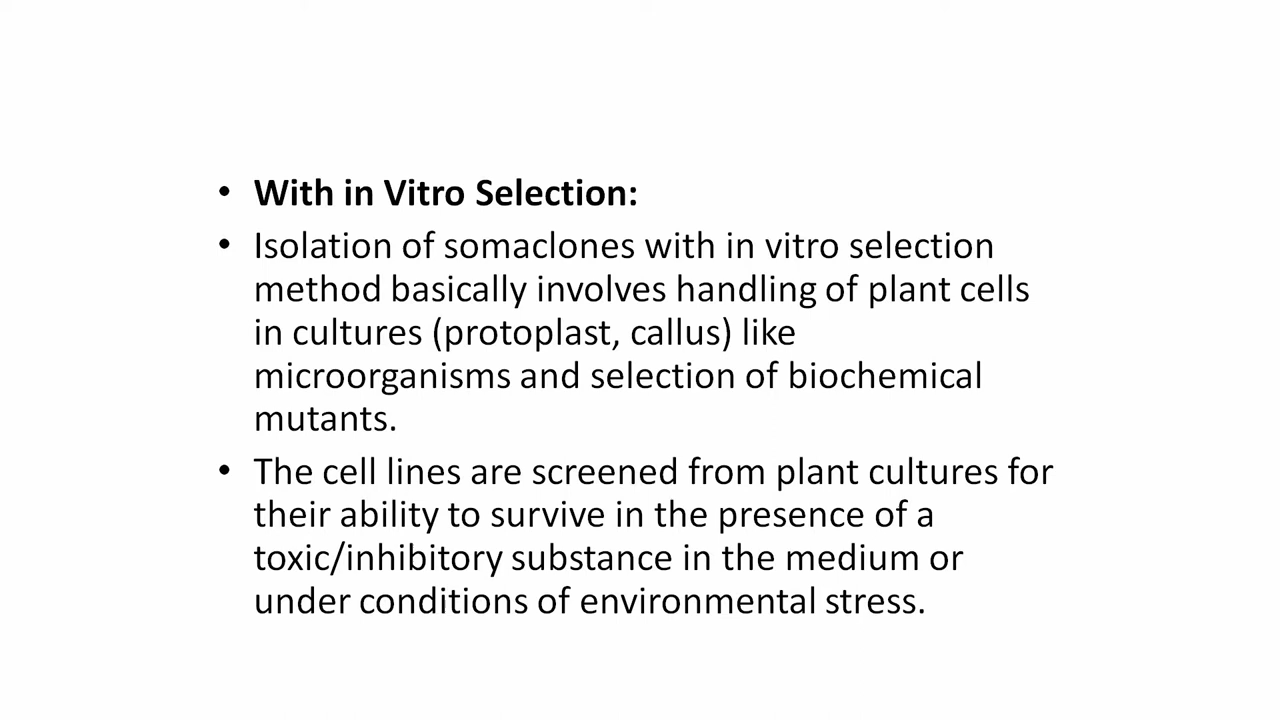 • With in Vitro Selection:
• Isolation of somaclones with in vitro selection
method basically involves handling of plant cells
in cultures (protoplast, callus) like
microorganisms and selection of biochemical
mutants.
• The cell lines are screened from plant cultures for
their ability to survive in the presence of a
toxic/inhibitory substance in the medium or
under conditions of environmental stress.